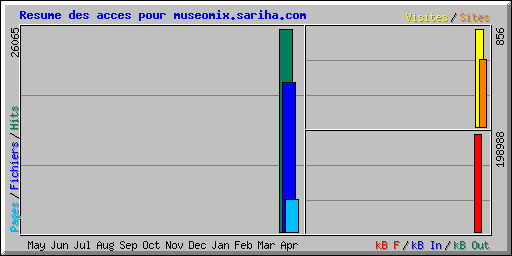 Resume des acces pour museomix.sariha.com
Visites/Sites
26065
856
Pages/Fichiers/Hits
198988
May Jun Jul Aug Sep Oct Nov Dec Jan Feb Mar Apr
kB F/kB In/kB Out